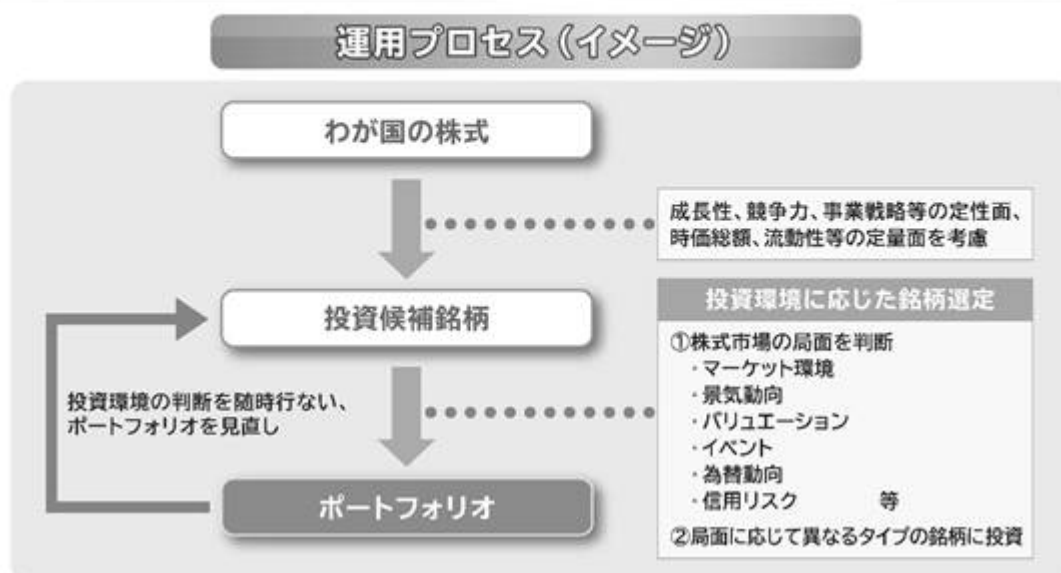 運用プロセス(イメージ)
わが国の株式
成長性、競争力、事業戦略等の定性面、
時価総額、流動性等の定量面を考慮
投資候補銘柄
投資環境に応じた銘柄選定
①株式市場の局面を判断
・マーケット環境
・景気動向
・バリュエーション
・イベント
・為替動向
・信用リスク 等
②局面に応じて異なるタイプの銘柄に投資
投資環境の判断を随時行ない、
ポートフォリオを見直し
ポートフォリオ